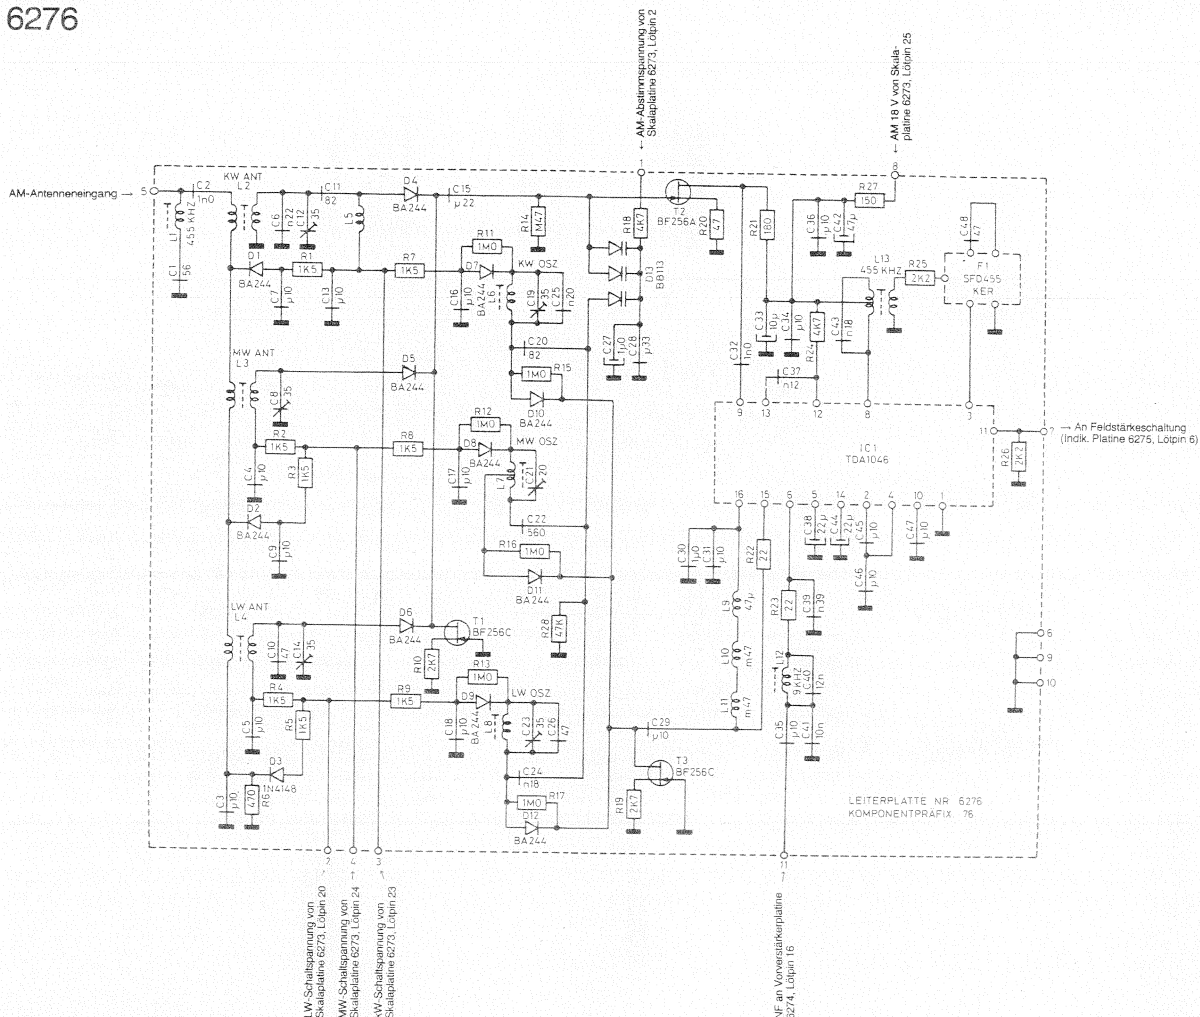 6276
← AM-Abstimmspannung von
Skalaplatine 6273, Lötpin 2
← AM 18 V von Skala-
platine 6273, Lötpin 25
AM-Antenneneingang →
5
1
8
KW ANT
L2
C2
1n0
L1
455 KHZ
C1
56
C6
n22
C12
35
C11
82
L5
D4
BA244
C15
µ22
R14
M47
T2
BF256A
R18
4K7
R20
47
R21
180
C36
µ10
C42
47µ
R27
150
C48
47
F1
SFD455
KER
L13
455 KHZ
R25
2K2
D1
BA244
R1
1K5
C7
µ10
C13
µ10
R7
1K5
R11
1M0
D7
BA244
C16
µ10
L6
KW OSZ
C19
35
C25
n20
D13
BB113
C27
1µ0
C28
µ33
C20
82
R15
1M0
D10
BA244
C33
10µ
C34
µ10
R24
4K7
C43
n18
C32
1n0
C37
n12
MW ANT
L3
C8
35
D5
BA244
R2
1K5
R3
1K5
C4
µ10
D2
BA244
C9
µ10
R8
1K5
R12
1M0
D8
BA244
MW OSZ
C17
µ10
L7
C21
20
C22
560
R16
1M0
D11
BA244
R28
47K
9
13
12
8
3
IC1
TDA1046
11
7
→ An Feldstärkeschaltung
(Indik. Platine 6275, Lötpin 6)
R26
2K2
16
15
6
5
14
2
4
10
1
C30
1µ0
C31
µ10
R22
22
C38
22µ
C44
22µ
C45
µ10
C47
µ10
C46
µ10
L9
47µ
R23
22
C39
n39
L10
m47
L11
m47
L12
9 KHZ
C40
12n
C35
µ10
C41
10n
LW ANT
L4
C10
47
C14
35
D6
BA244
T1
BF256C
R10
2K7
R13
1M0
R4
1K5
R5
1K5
C5
µ10
R9
1K5
C18
µ10
D9
BA244
L8
LW OSZ
C23
35
C26
47
C24
n18
R17
1M0
D12
BA244
C29
µ10
T3
BF256C
R19
2K7
D3
1N4148
C3
µ10
R6
470
6
9
10
LEITERPLATTE NR 6276
KOMPONENTPRÄFIX 76
2
4
3
11
LW-Schaltspannung von
Skalaplatine 6273, Lötpin 20
MW-Schaltspannung von
Skalaplatine 6273, Lötpin 24
KW-Schaltspannung von
Skalaplatine 6273, Lötpin 23
NF an Vorverstärkerplatine
6274, Lötpin 16